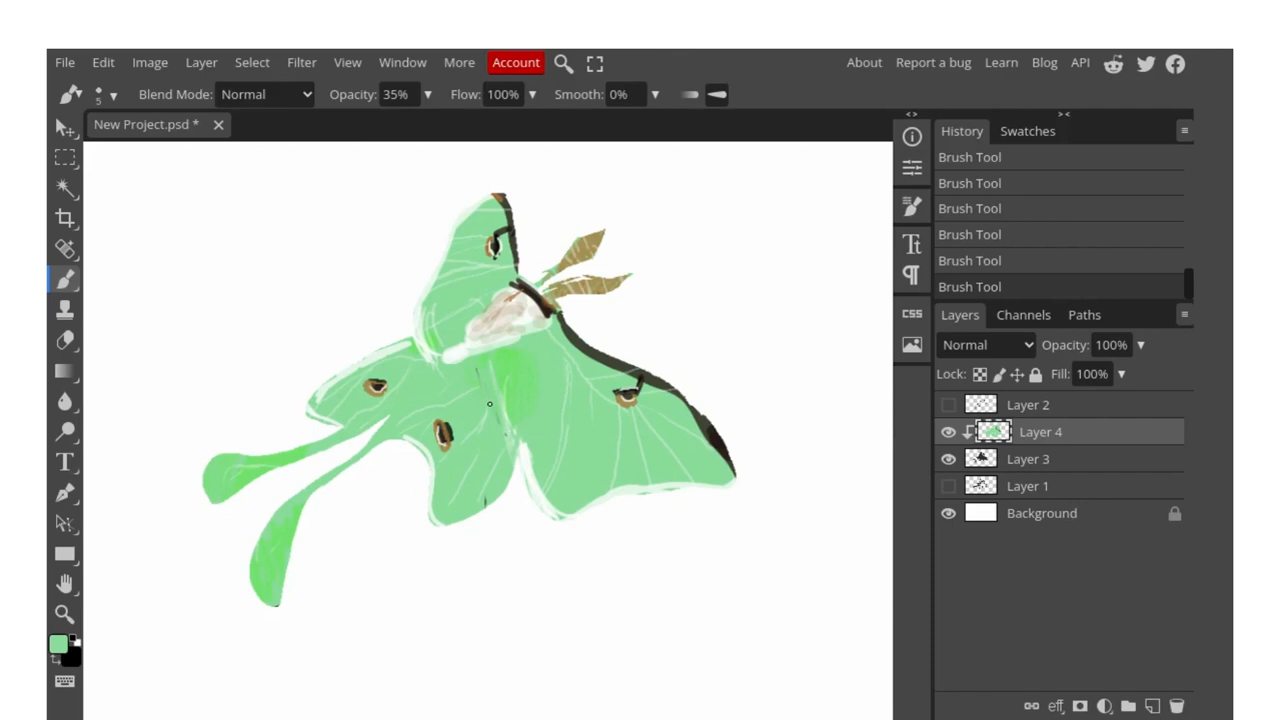 File Edit Image Layer Select Filter View Window More Account About Report a bug Learn Blog API
5 Blend Mode: Normal Opacity: 35% Flow: 100% Smooth: 0%
New Project.psd *
History Swatches
Brush Tool
Brush Tool
Brush Tool
Brush Tool
Brush Tool
Brush Tool
CSS
Layers Channels Paths
Normal Opacity: 100%
Lock: Fill: 100%
Layer 2
Layer 4
Layer 3
Layer 1
Background
eff